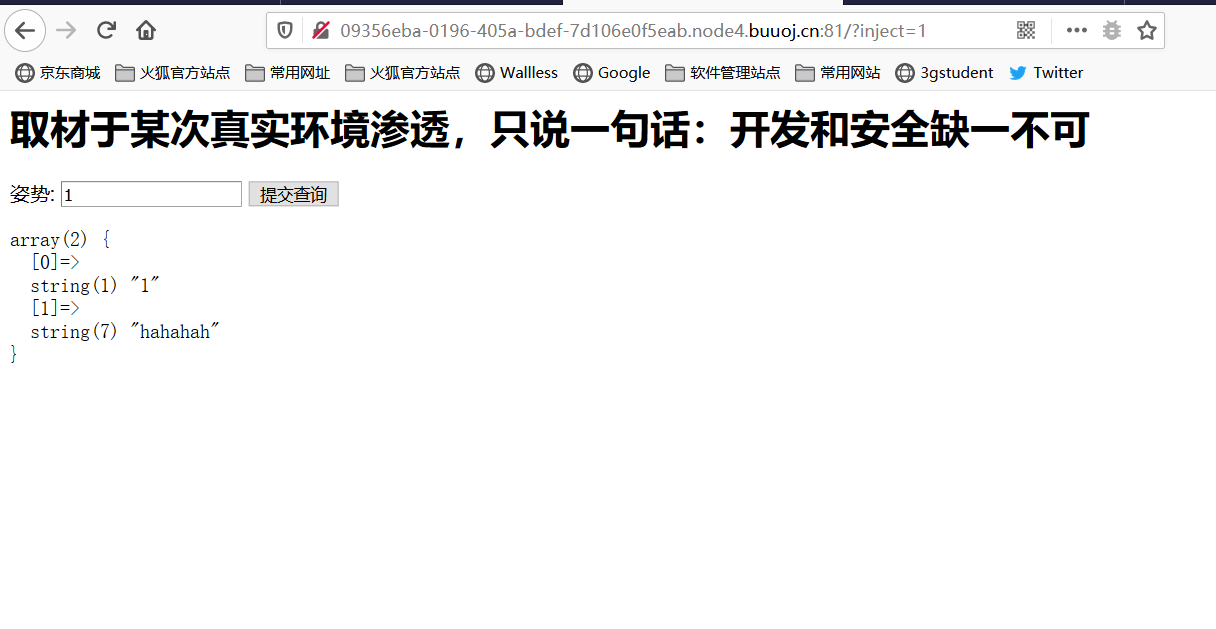 09356eba-0196-405a-bdef-7d106e0f5eab.node4.buuoj.cn:81/?inject=1
京东商城 火狐官方站点 常用网址 火狐官方站点 Wallless Google 软件管理站点 常用网站 3gstudent Twitter
取材于某次真实环境渗透，只说一句话：开发和安全缺一不可
姿势: 1 提交查询
array(2) {
[0]=>
string(1) "1"
[1]=>
string(7) "hahahah"
}